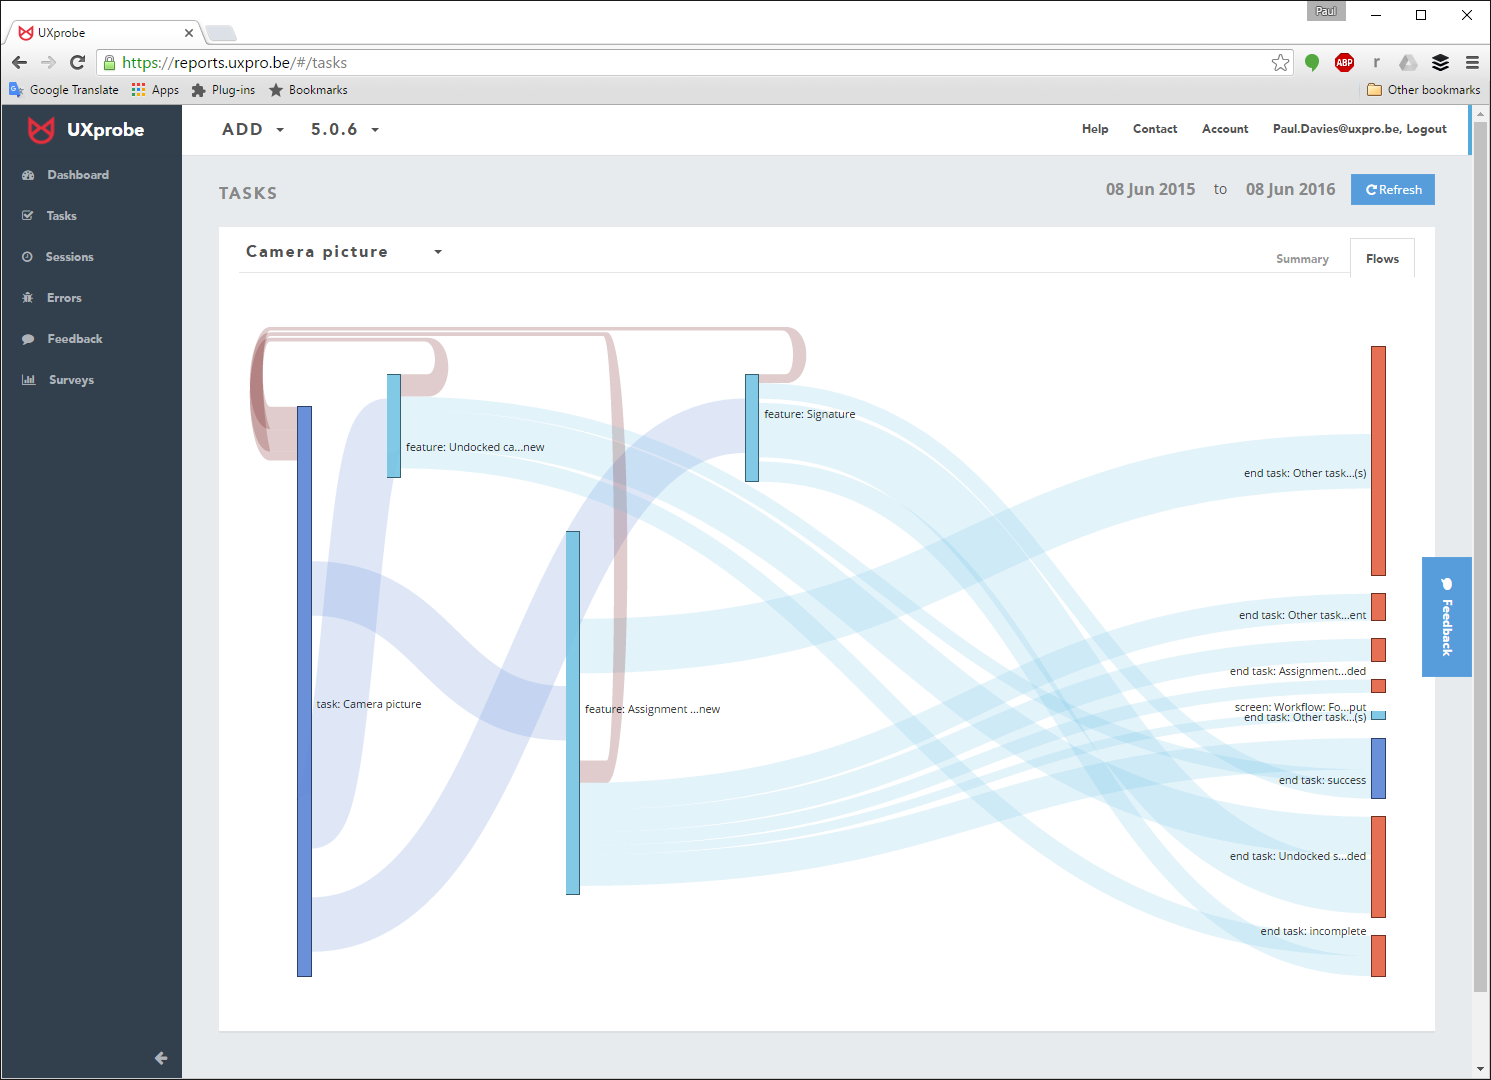 Paul
UXprobe
https://reports.uxpro.be/#/tasks
ABP
r
Google Translate Apps Plug-ins Bookmarks Other bookmarks
UXprobe
ADD 5.0.6 Help Contact Account Paul.Davies@uxpro.be, Logout
Dashboard
Tasks
Sessions
Errors
Feedback
Surveys
TASKS 08 Jun 2015 to 08 Jun 2016 Refresh
Camera picture Summary Flows
feature: Signature
feature: Undocked ca...new
end task: Other task...(s)
end task: Other task...ent
end task: Assignment...ded
task: Camera picture
feature: Assignment ...new
screen: Workflow: Fo...put
end task: Other task...(s)
end task: success
end task: Undocked s...ded
end task: incomplete
Feedback